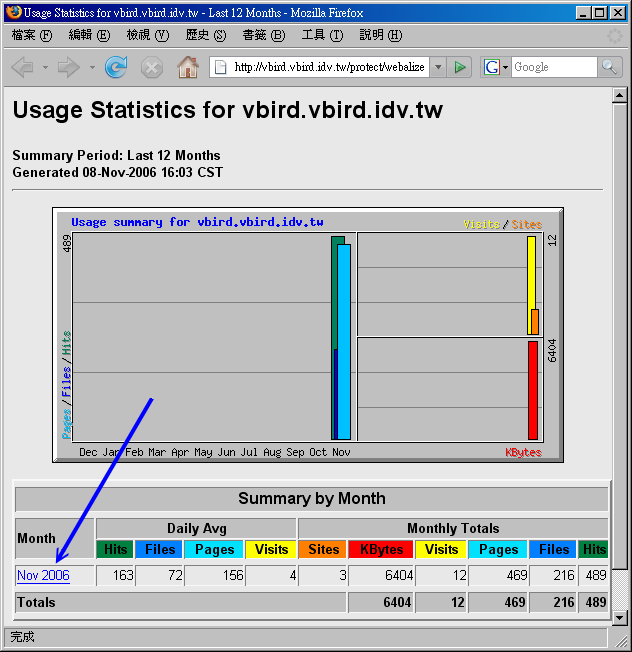 Usage Statistics for vbird.vbird.idv.tw - Last 12 Months - Mozilla Firefox
檔案 (F) 編輯 (E) 檢視 (V) 歷史 (S) 書籤 (B) 工具 (T) 說明 (H)
http://vbird.vbird.idv.tw/protect/webalize G Google
Usage Statistics for vbird.vbird.idv.tw
Summary Period: Last 12 Months
Generated 08-Nov-2006 16:03 CST
Usage summary for vbird.vbird.idv.tw Visits/Sites
489 12
6404
Pages/Files/Hits
Dec Jan Feb Mar Apr May Jun Jul Aug Sep Oct Nov KBytes
Summary by Month
Month Daily Avg Monthly Totals
Hits Files Pages Visits Sites KBytes Visits Pages Files Hits
Nov 2006 163 72 156 4 3 6404 12 469 216 489
Totals 6404 12 469 216 489
完成